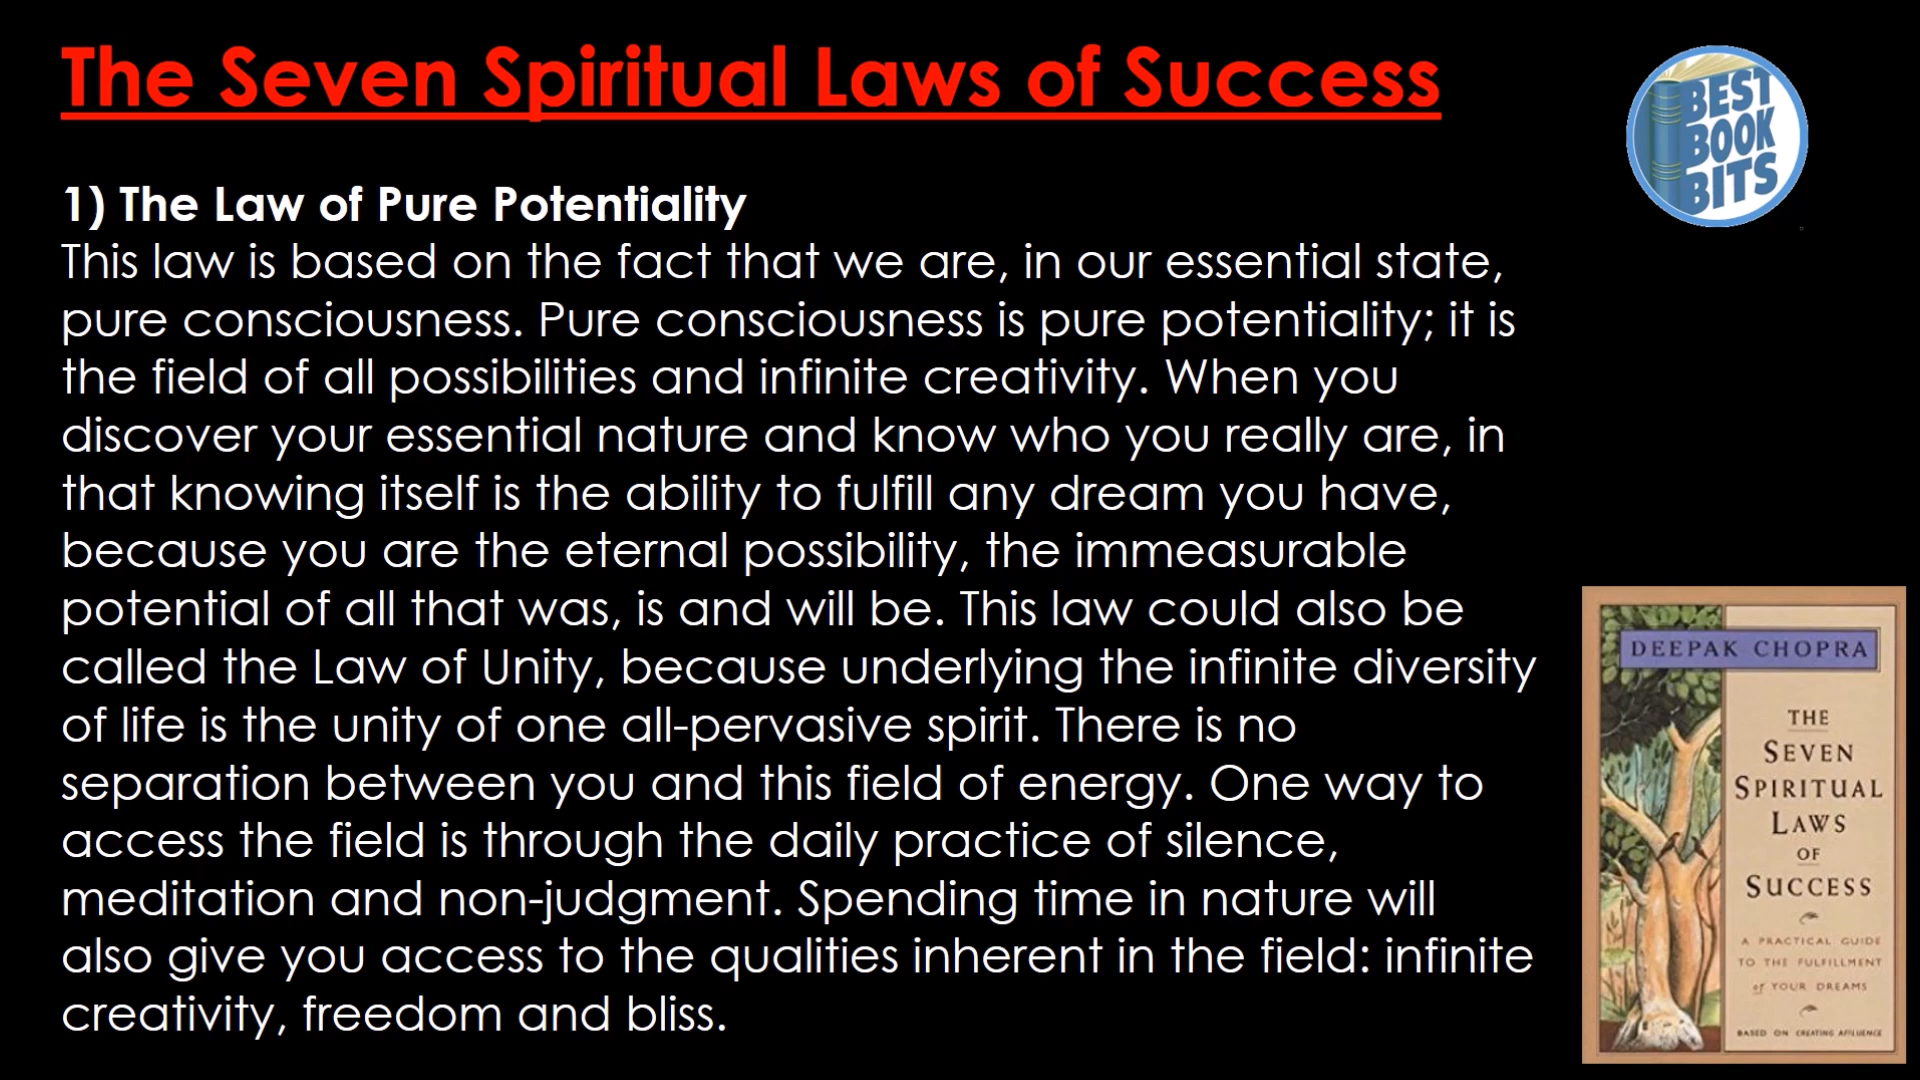 The Seven Spiritual Laws of Success
BEST
BOOK
BITS
1) The Law of Pure Potentiality
This law is based on the fact that we are, in our essential state,
pure consciousness. Pure consciousness is pure potentiality; it is
the field of all possibilities and infinite creativity. When you
discover your essential nature and know who you really are, in
that knowing itself is the ability to fulfill any dream you have,
because you are the eternal possibility, the immeasurable
potential of all that was, is and will be. This law could also be
called the Law of Unity, because underlying the infinite diversity
of life is the unity of one all-pervasive spirit. There is no
separation between you and this field of energy. One way to
access the field is through the daily practice of silence,
meditation and non-judgment. Spending time in nature will
also give you access to the qualities inherent in the field: infinite
creativity, freedom and bliss.
DEEPAK CHOPRA
THE
SEVEN
SPIRITUAL
LAWS
OF
SUCCESS
A PRACTICAL GUIDE
TO THE FULFILLMENT
of YOUR DREAMS
BASED ON CREATING AFFLUENCE